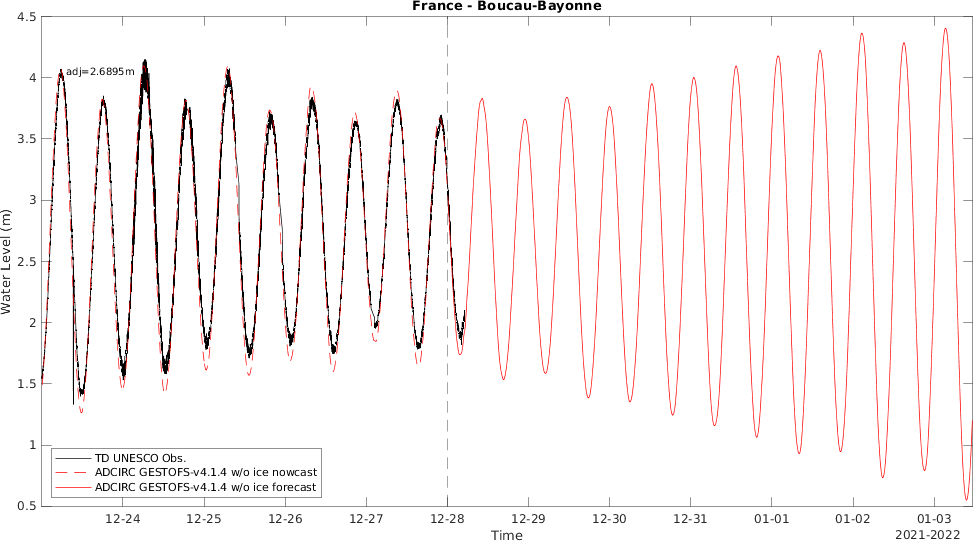 France - Boucau-Bayonne
4.5
adj=2.6895m
4
3.5
3
2.5
2
1.5
1
0.5
Water Level (m)
TD UNESCO Obs.
ADCIRC GESTOFS-v4.1.4 w/o ice nowcast
ADCIRC GESTOFS-v4.1.4 w/o ice forecast
12-24 12-25 12-26 12-27 12-28 12-29 12-30 12-31 01-01 01-02 01-03
Time
2021-2022